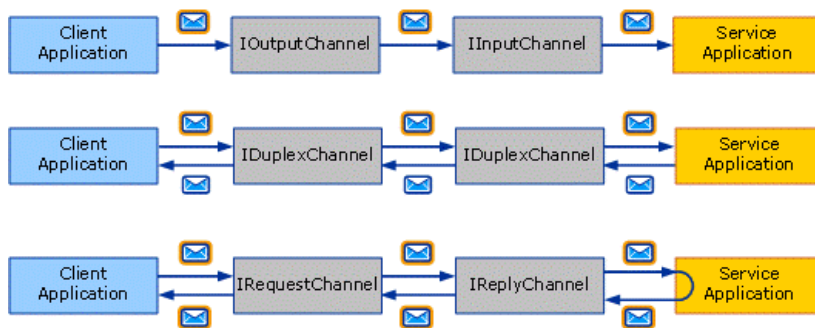 Client
Application
IOutputChannel
IInputChannel
Service
Application
Client
Application
IDuplexChannel
IDuplexChannel
Service
Application
Client
Application
IRequestChannel
IReplyChannel
Service
Application